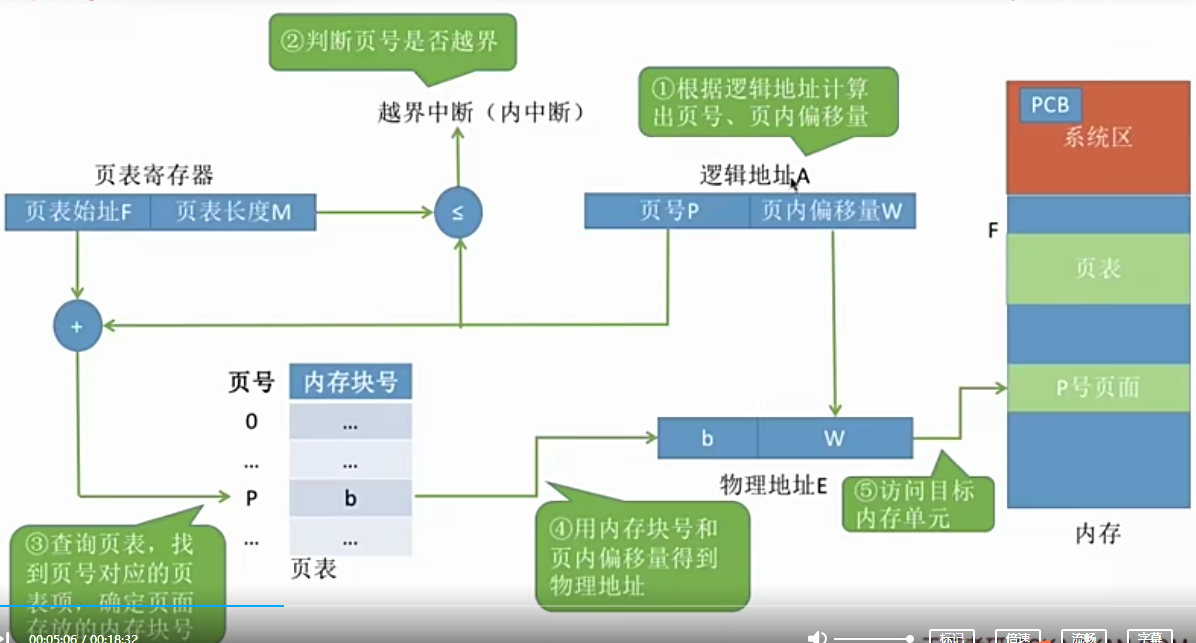 ②判断页号是否越界
越界中断（内中断）
①根据逻辑地址计算
出页号、页内偏移量
PCB
系统区
页表寄存器
逻辑地址A
页表始址F 页表长度M
≤
页号P 页内偏移量W
F
页表
+
页号 内存块号
0 ...
... ...
P b
... ...
页表
P号页面
b W
物理地址E
③查询页表，找
到页号对应的页
表项，确定页面
存放的内存块号
④用内存块号和
页内偏移量得到
物理地址
⑤访问目标
内存单元
内存
00:05:06 / 00:18:32
标记 倍速 流畅 字幕